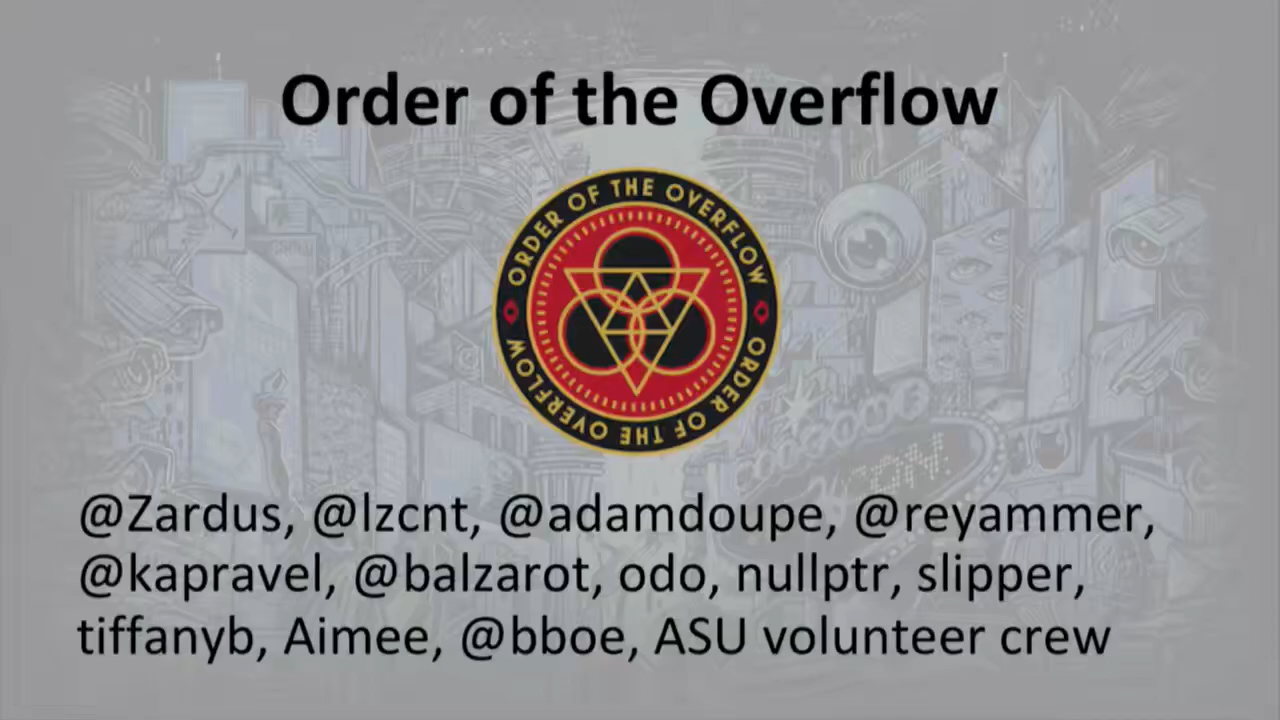 Order of the Overflow
ORDER OF THE OVERFLOW
ORDER OF THE OVERFLOW
@Zardus, @lzcnt, @adamdoupe, @reyammer,
@kapravel, @balzarot, odo, nullptr, slipper,
tiffanyb, Aimee, @bboe, ASU volunteer crew